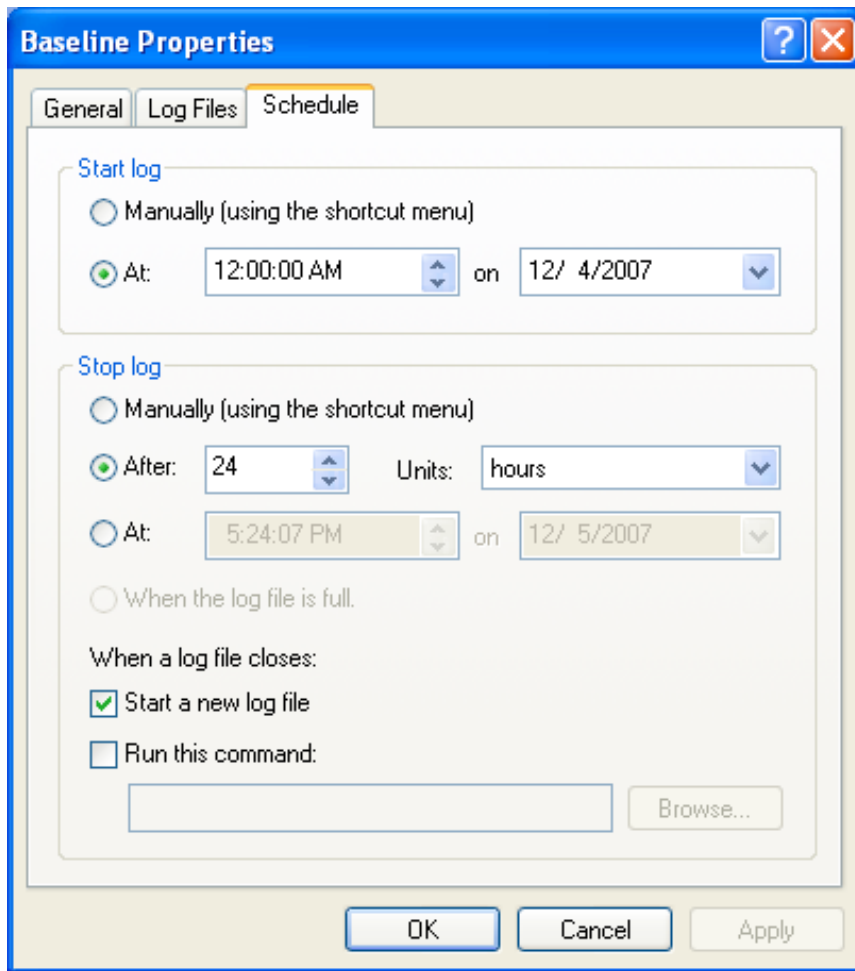 Baseline Properties
General Log Files Schedule
Start log
Manually (using the shortcut menu)
At: 12:00:00 AM on 12/ 4/2007
Stop log
Manually (using the shortcut menu)
After: 24 Units: hours
At: 5:24:07 PM on 12/ 5/2007
When the log file is full.
When a log file closes:
Start a new log file
Run this command:
Browse...
OK Cancel Apply